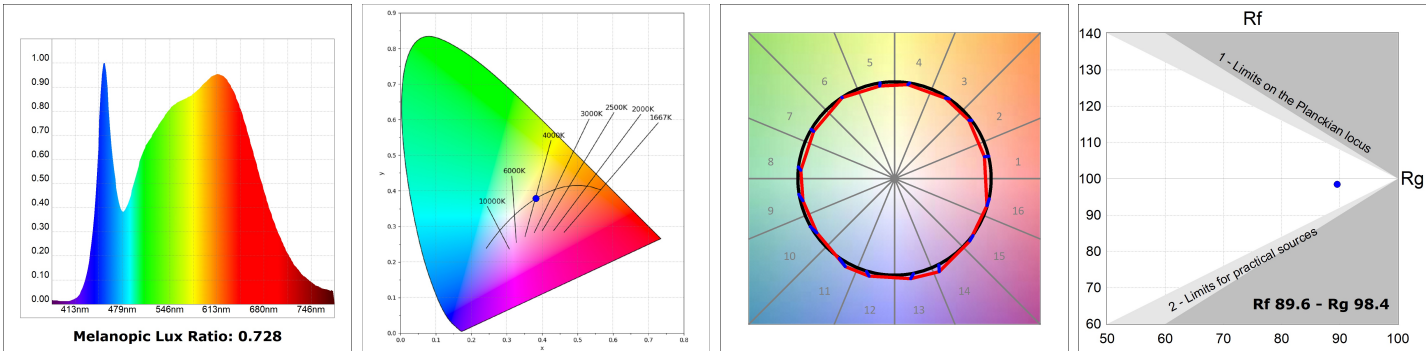 1.00
0.90
0.80
0.70
0.60
0.50
0.40
0.30
0.20
0.10
0.00
413nm 479nm 546nm 613nm 680nm 746nm
Melanopic Lux Ratio: 0.728
0.9
0.8
0.7
0.6
0.5
0.4
0.3
0.2
0.1
0.0
y
0.0 0.1 0.2 0.3 0.4 0.5 0.6 0.7 0.8
x
10000K
6000K
4000K
3000K
2500K
2000K
1667K
1
2
3
4
5
6
7
8
9
10
11
12
13
14
15
16
Rf
140
130
120
110
100
90
80
70
60
50 60 70 80 90 100
Rg
1 - Limits on the Planckian locus
2 - Limits for practical sources
Rf 89.6 - Rg 98.4